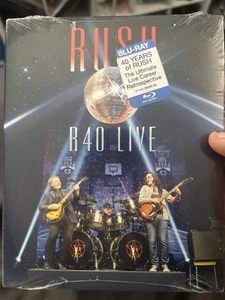 RUSH
BLU-RAY
40 YEARS
of RUSH
The Ultimate
Live Career
Retrospective
R40 LIVE